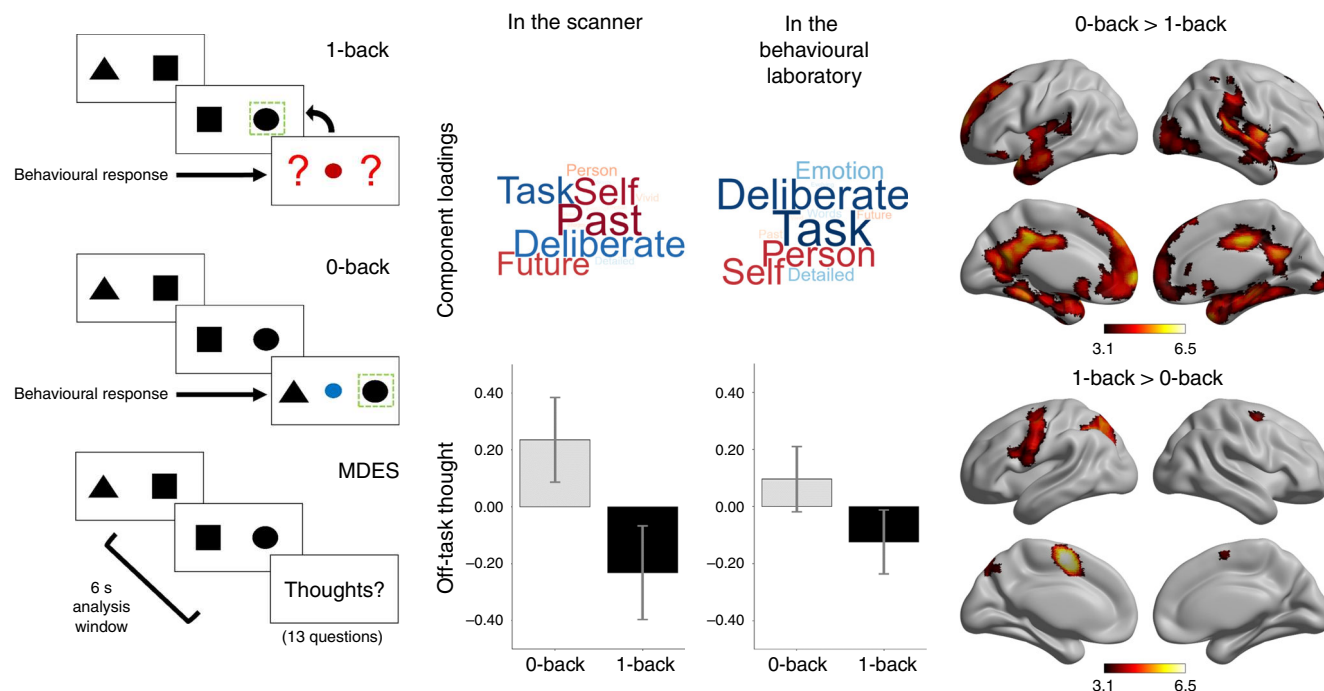 1-back
? ?
Behavioural response
0-back
Behavioural response
MDES
6 s
analysis
window
Thoughts?
(13 questions)
In the scanner
In the
behavioural
laboratory
Component loadings
Person
Task Self Vivid
Past
Deliberate
Future Detailed
Emotion
Deliberate
Words Future
Task
Past
Person
Self Detailed
Off-task thought
0.40
0.20
0.00
−0.20
−0.40
0-back 1-back
0.40
0.20
0.00
−0.20
−0.40
0-back 1-back
0-back > 1-back
3.1 6.5
1-back > 0-back
3.1 6.5